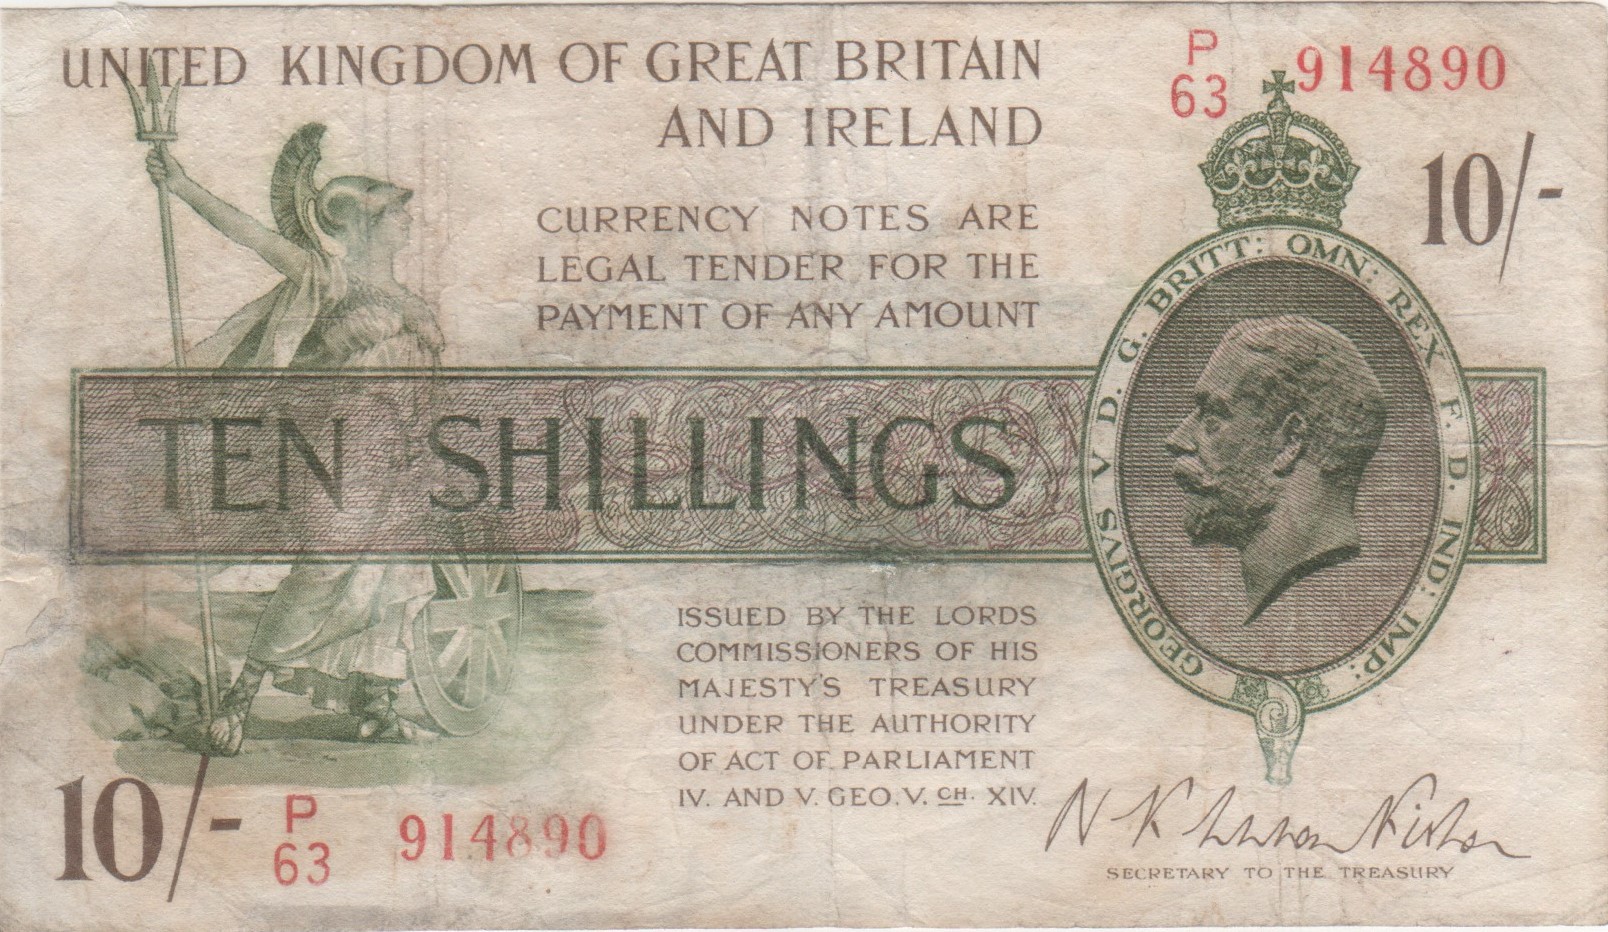 UNITED KINGDOM OF GREAT BRITAIN
AND IRELAND
P
63 914890
10/-
CURRENCY NOTES ARE
LEGAL TENDER FOR THE
PAYMENT OF ANY AMOUNT
TEN SHILLINGS
GEORGIVS V D. G. BRITT: OMN: REX F. D. IND: IMP:
ISSUED BY THE LORDS
COMMISSIONERS OF HIS
MAJESTY'S TREASURY
UNDER THE AUTHORITY
OF ACT OF PARLIAMENT
IV. AND V. GEO. V. CH. XIV.
10/-
P
63 914890
SECRETARY TO THE TREASURY